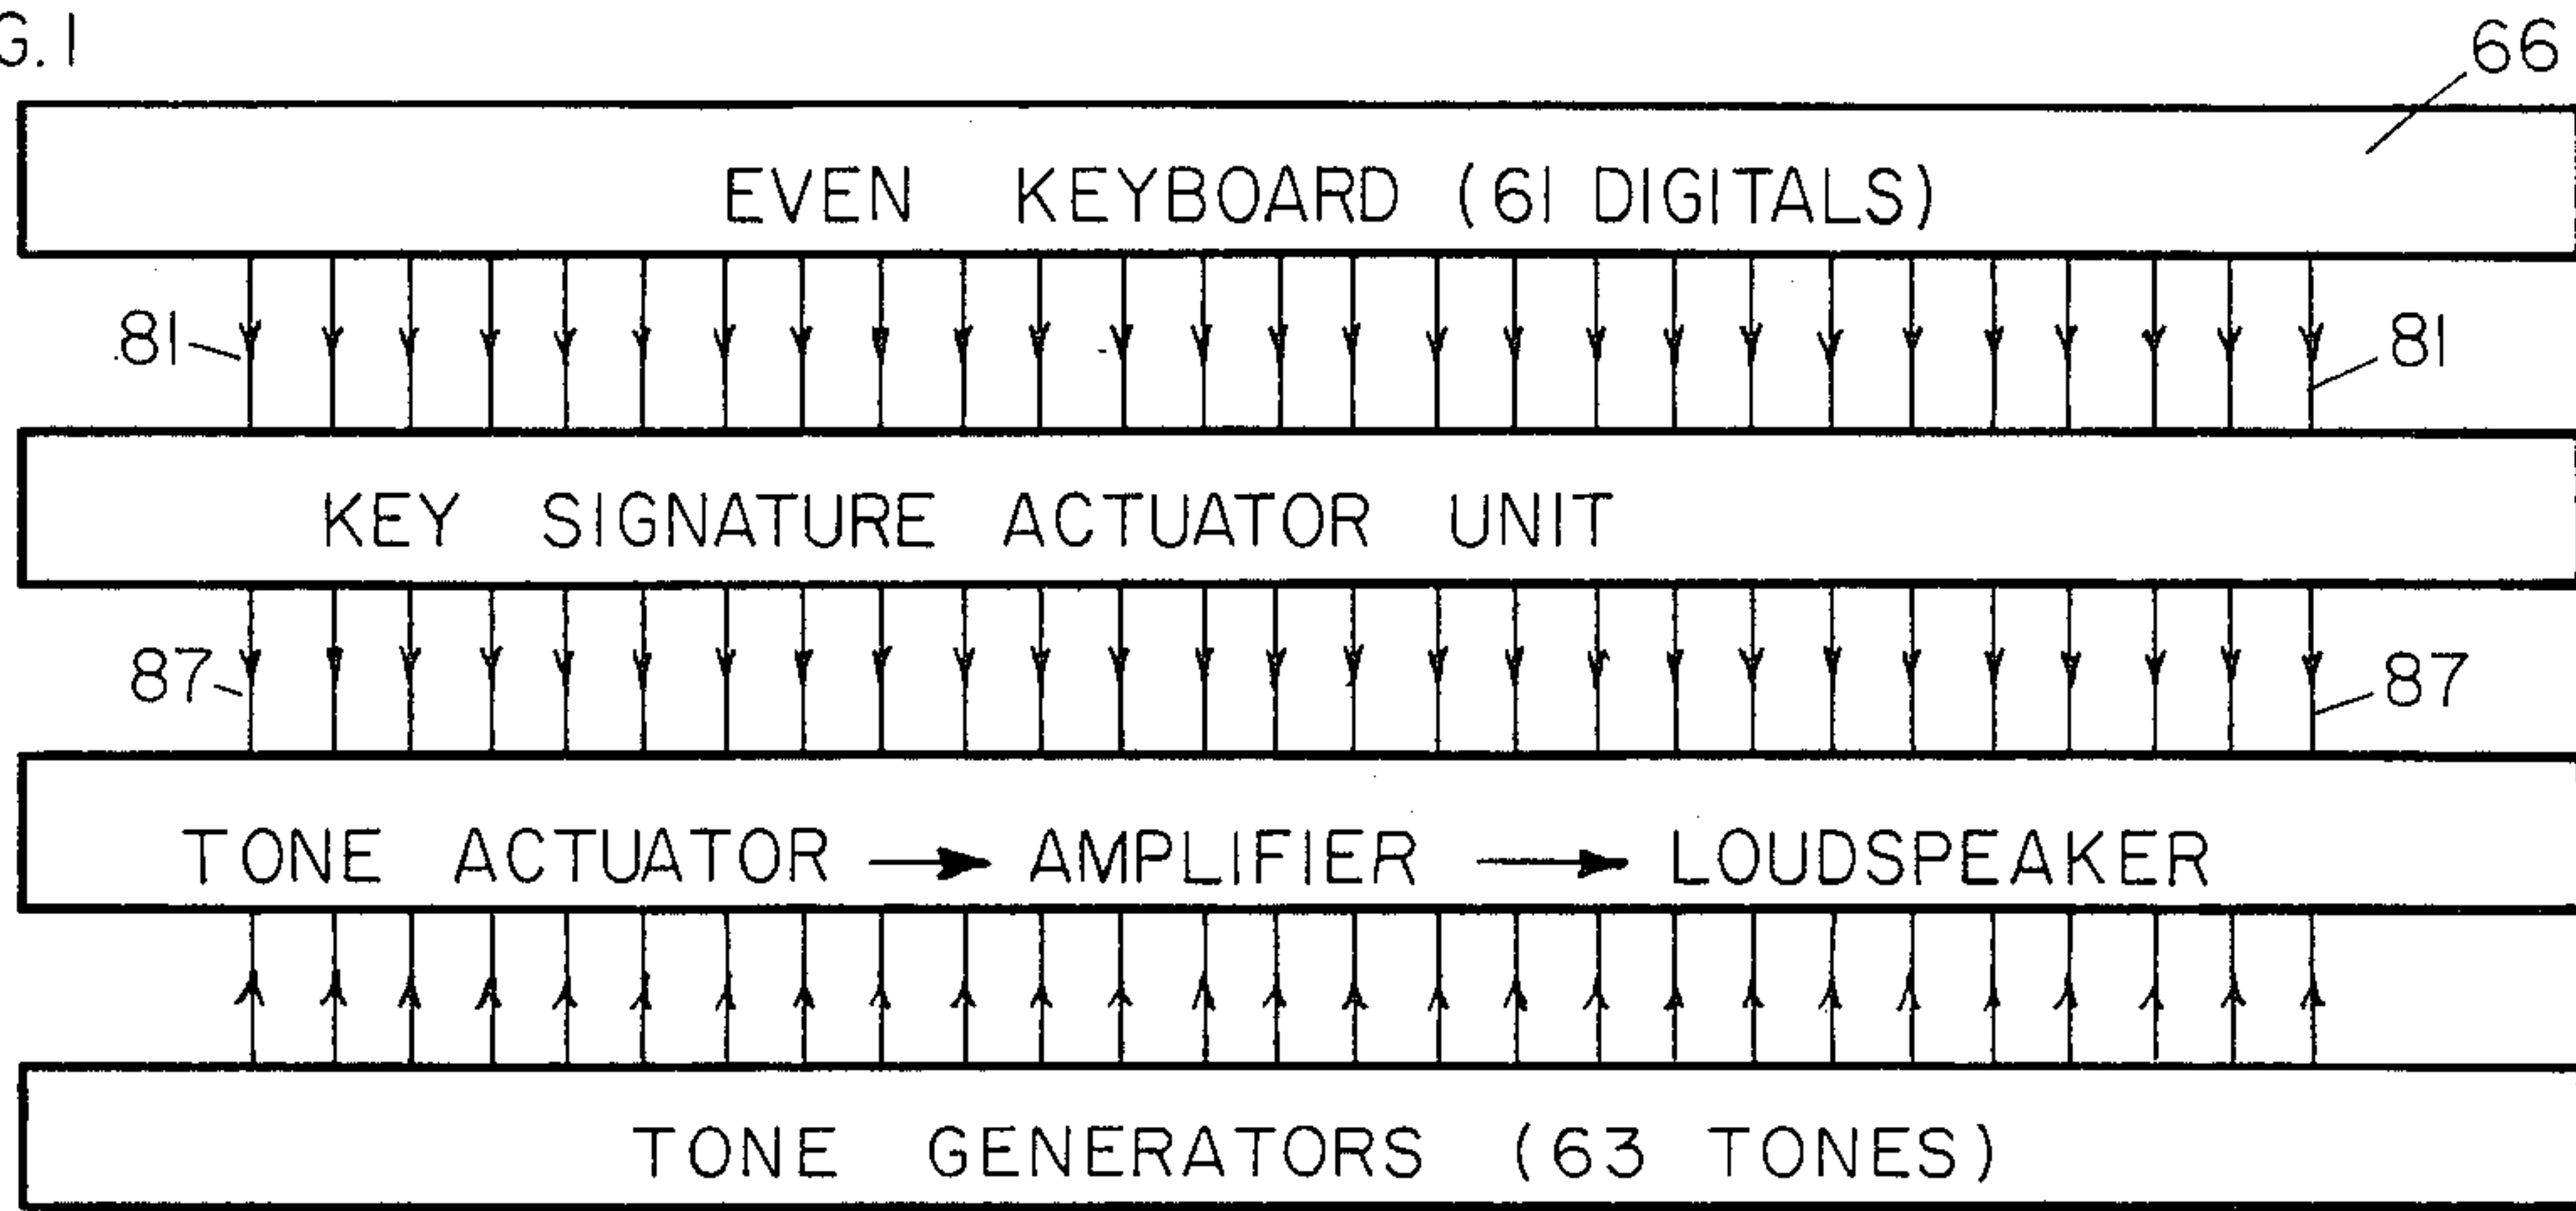 G. 1
66
EVEN KEYBOARD (61 DIGITALS)
81 81
KEY SIGNATURE ACTUATOR UNIT
87 87
TONE ACTUATOR → AMPLIFIER → LOUDSPEAKER
TONE GENERATORS (63 TONES)